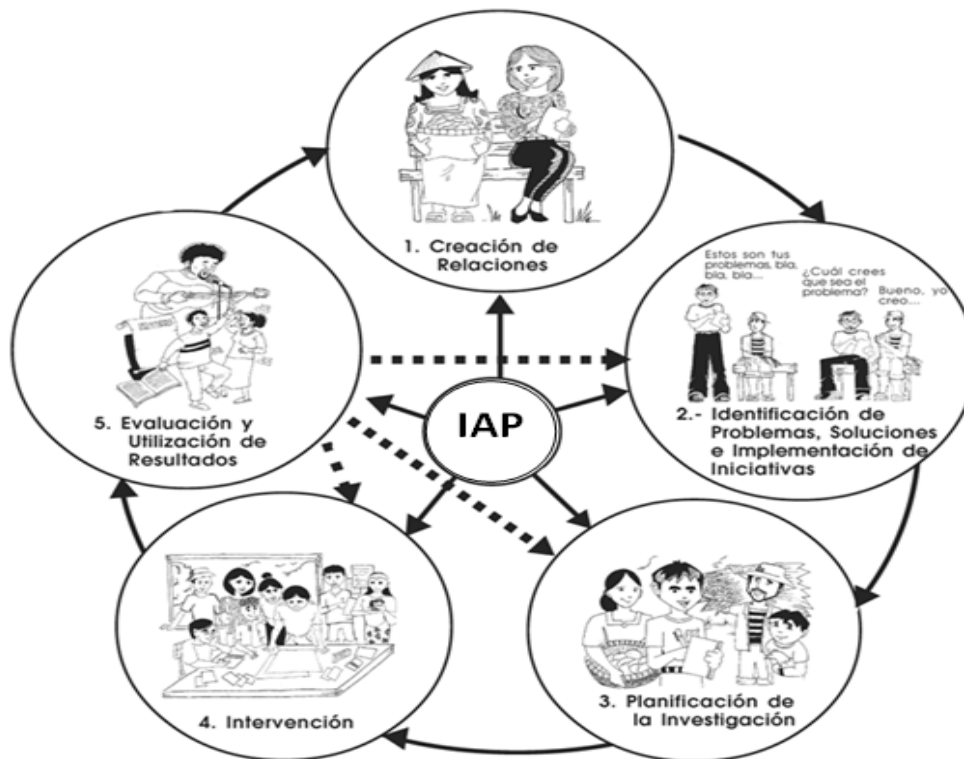 1. Creación de
Relaciones
Estos son tus
problemas, bla,
bla, bla...
¿Cuál crees
que sea el
problema?
Bueno, yo
creo...
2.- Identificación de
Problemas, Soluciones
e Implementación de
Iniciativas
IAP
5. Evaluación y
Utilización de
Resultados
4. Intervención
3. Planificación de
la Investigación